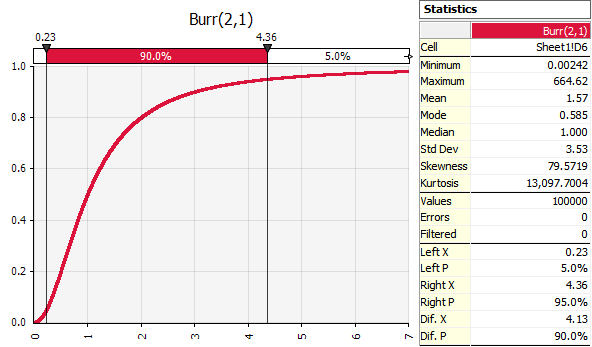 Burr(2,1)
0.23 4.36
90.0% 5.0%
1.0
0.8
0.6
0.4
0.2
0.0
0 1 2 3 4 5 6 7
Statistics
Burr(2,1)
Cell Sheet1!D6
Minimum 0.00242
Maximum 664.62
Mean 1.57
Mode 0.585
Median 1.000
Std Dev 3.53
Skewness 79.5719
Kurtosis 13,097.7004
Values 100000
Errors 0
Filtered 0
Left X 0.23
Left P 5.0%
Right X 4.36
Right P 95.0%
Dif. X 4.13
Dif. P 90.0%